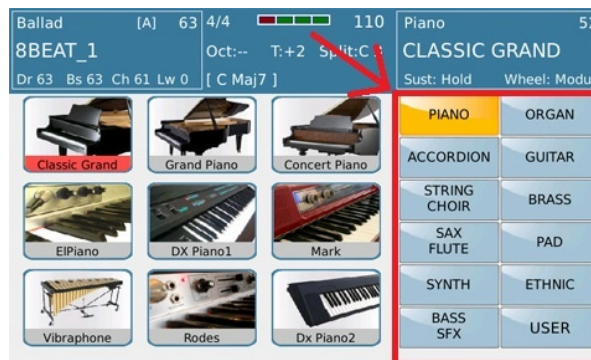 Ballad [A] 63
8BEAT_1
Dr 63 Bs 63 Ch 61 Lw 0
4/4 110
Oct:-- T:+2 Split:C
[ C Maj7 ]
Piano
CLASSIC GRAND
Sust: Hold Wheel:
Classic Grand
Grand Piano
Concert Piano
ElPiano
DX Piano1
Mark
Vibraphone
Rodes
Dx Piano2
PIANO
ORGAN
ACCORDION
GUITAR
STRING
CHOIR
BRASS
SAX
FLUTE
PAD
SYNTH
ETHNIC
BASS
SFX
USER